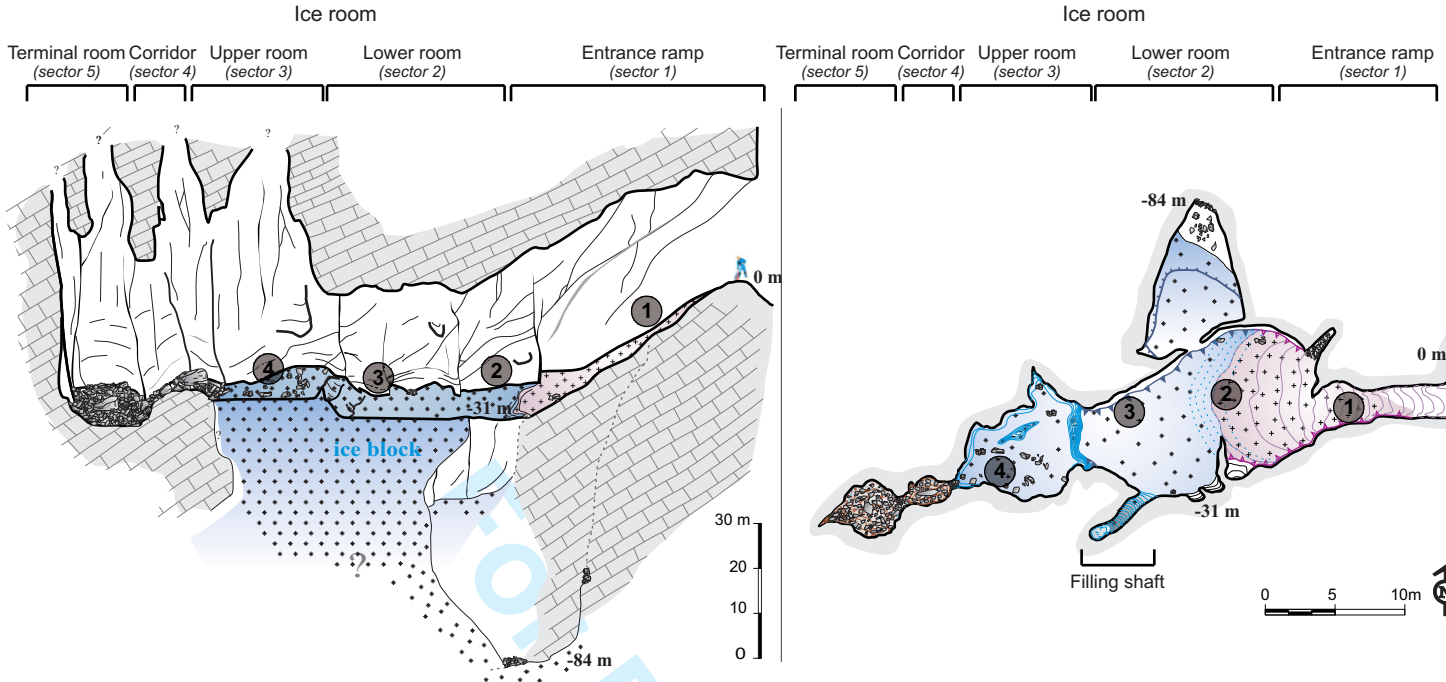 Ice room
Terminal room Corridor Upper room Lower room Entrance ramp
(sector 5) (sector 4) (sector 3) (sector 2) (sector 1)
?
?
?
?
0 m
1
2
3
4
-31 m
?
ice block
?
30 m
20
10
0
-84 m
For
Ice room
Terminal room Corridor Upper room Lower room Entrance ramp
(sector 5) (sector 4) (sector 3) (sector 2) (sector 1)
-84 m
0 m
1
2
3
4
-31 m
Filling shaft
N
0 5 10m